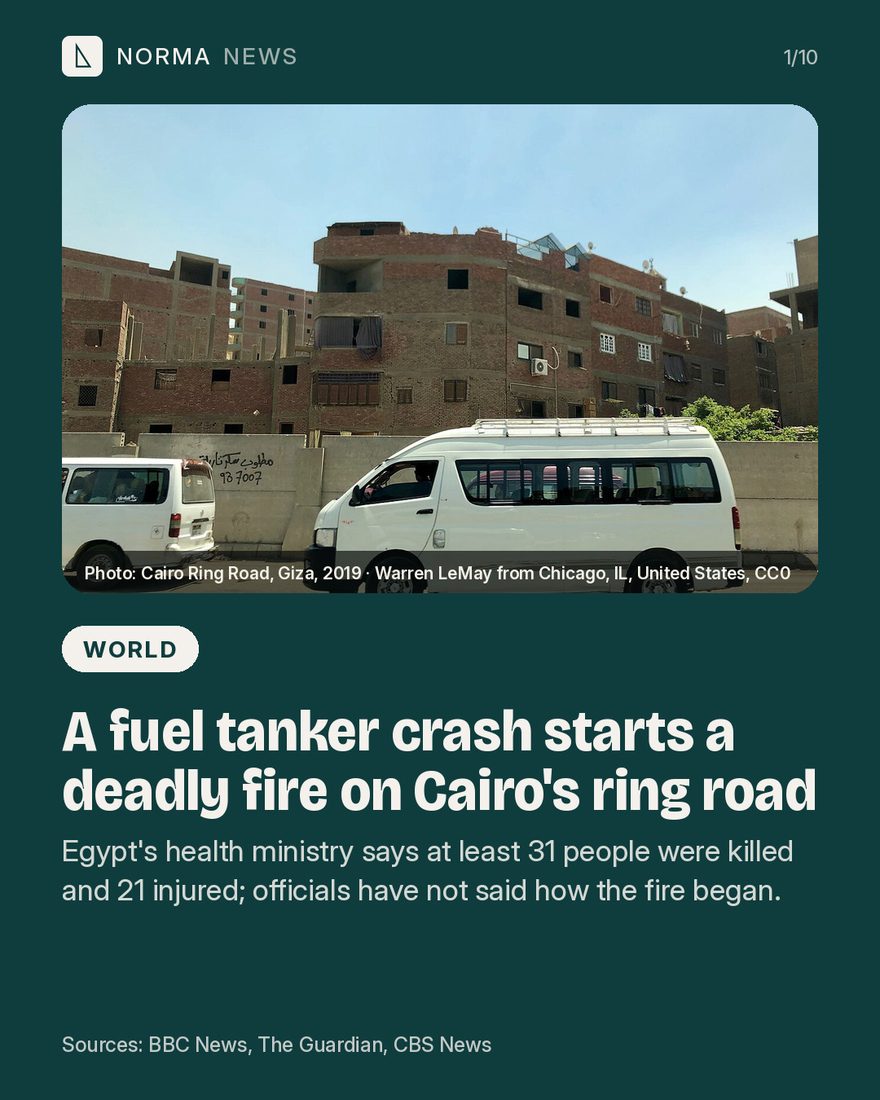 NORMA NEWS
1/10
مطلوب سكرتارية
937007
Photo: Cairo Ring Road, Giza, 2019 · Warren LeMay from Chicago, IL, United States, CC0
WORLD
A fuel tanker crash starts a
deadly fire on Cairo's ring road
Egypt's health ministry says at least 31 people were killed
and 21 injured; officials have not said how the fire began.
Sources: BBC News, The Guardian, CBS News